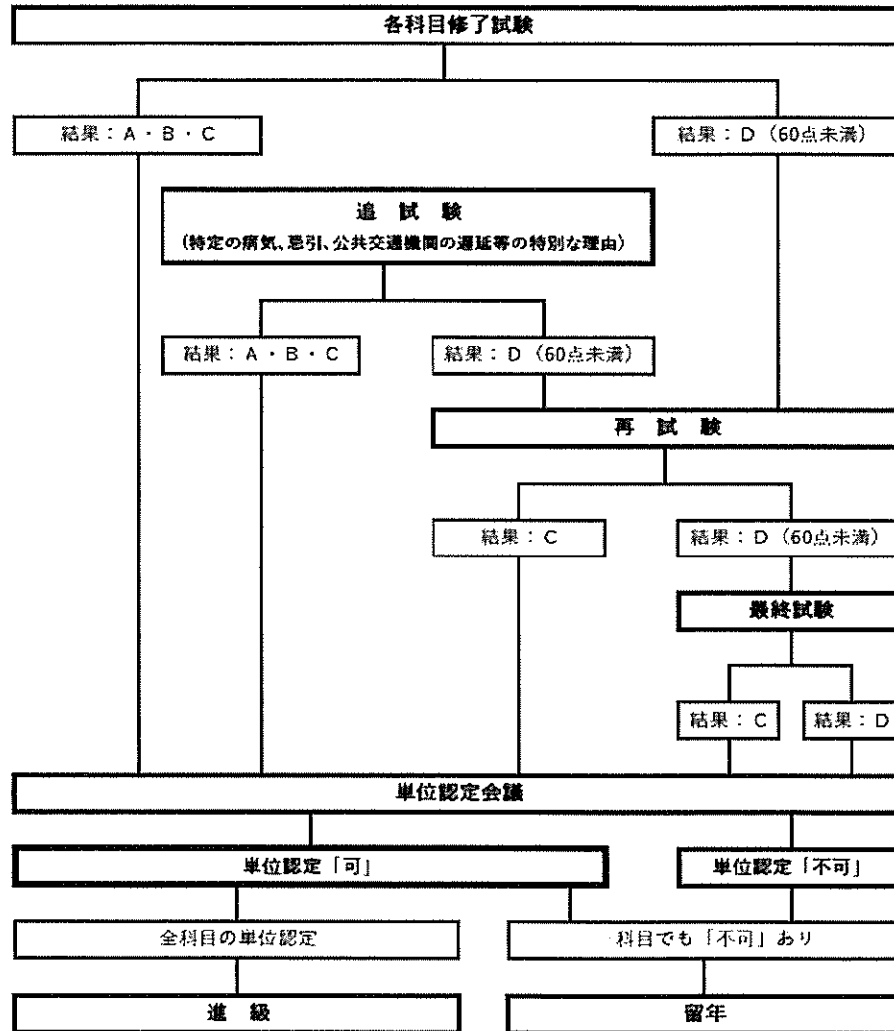 各科目修了試験
結果：A・B・C
結果：D（60点未満）
追 試 験
（特定の病気、忌引、公共交通機関の遅延等の特別な理由）
結果：A・B・C
結果：D（60点未満）
再 試 験
結果：C
結果：D（60点未満）
最終試験
結果：C
結果：D
単位認定会議
単位認定「可」
単位認定「不可」
全科目の単位認定
科目でも「不可」あり
進 級
留年